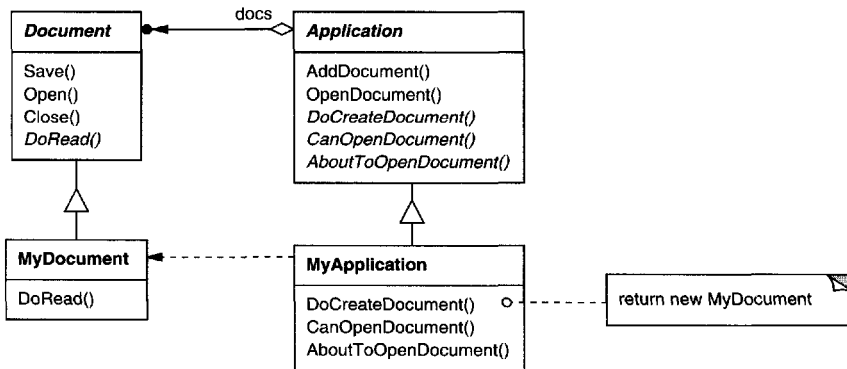 docs
Document
Save()
Open()
Close()
DoRead()
Application
AddDocument()
OpenDocument()
DoCreateDocument()
CanOpenDocument()
AboutToOpenDocument()
MyDocument
DoRead()
MyApplication
DoCreateDocument()
CanOpenDocument()
AboutToOpenDocument()
return new MyDocument